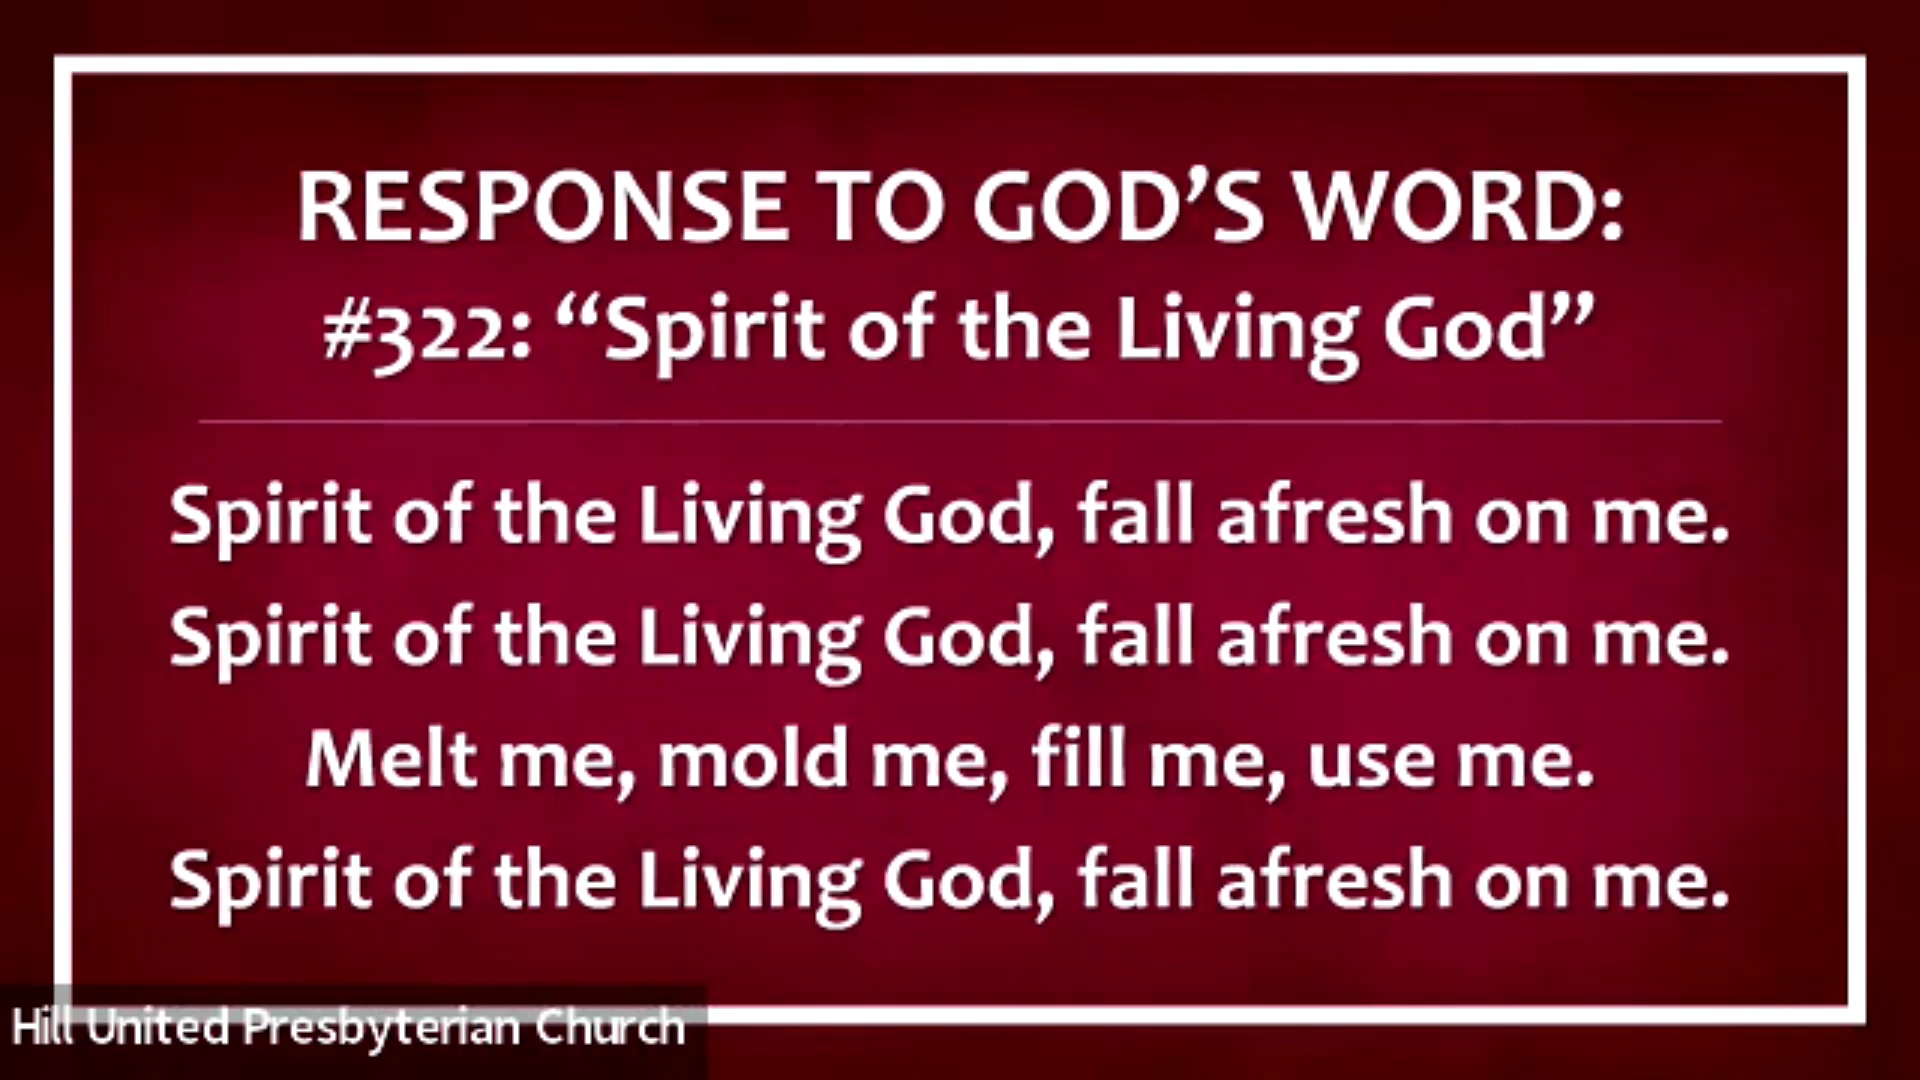 RESPONSE TO GOD’S WORD:
#322: “Spirit of the Living God”
Spirit of the Living God, fall afresh on me.
Spirit of the Living God, fall afresh on me.
Melt me, mold me, fill me, use me.
Spirit of the Living God, fall afresh on me.
Hill United Presbyterian Church